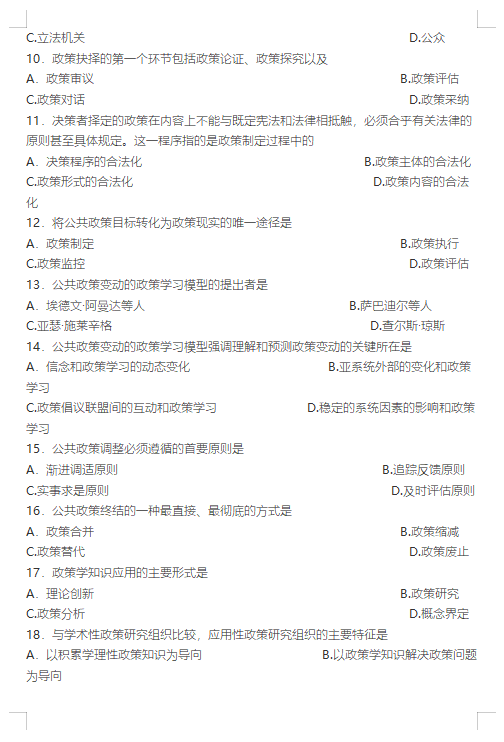 C.立法机关 D.公众
10．政策抉择的第一个环节包括政策论证、政策探究以及
A．政策审议 B.政策评估
C.政策对话 D.政策采纳
11．决策者择定的政策在内容上不能与既定宪法和法律相抵触，必须合乎有关法律的
原则甚至具体规定。这一程序指的是政策制定过程中的
A．决策程序的合法化 B.政策主体的合法化
C.政策形式的合法化 D.政策内容的合法
化
12．将公共政策目标转化为政策现实的唯一途径是
A．政策制定 B.政策执行
C.政策监控 D.政策评估
13．公共政策变动的政策学习模型的提出者是
A．埃德文·阿曼达等人 B.萨巴迪尔等人
C.亚瑟·施莱辛格 D.查尔斯·琼斯
14．公共政策变动的政策学习模型强调理解和预测政策变动的关键所在是
A．信念和政策学习的动态变化 B.亚系统外部的变化和政策
学习
C.政策倡议联盟间的互动和政策学习 D.稳定的系统因素的影响和政策
学习
15．公共政策调整必须遵循的首要原则是
A．渐进调适原则 B.追踪反馈原则
C.实事求是原则 D.及时评估原则
16．公共政策终结的一种最直接、最彻底的方式是
A．政策合并 B.政策缩减
C.政策替代 D.政策废止
17．政策学知识应用的主要形式是
A．理论创新 B.政策研究
C.政策分析 D.概念界定
18．与学术性政策研究组织比较，应用性政策研究组织的主要特征是
A．以积累学理性政策知识为导向 B.以政策学知识解决政策问题
为导向